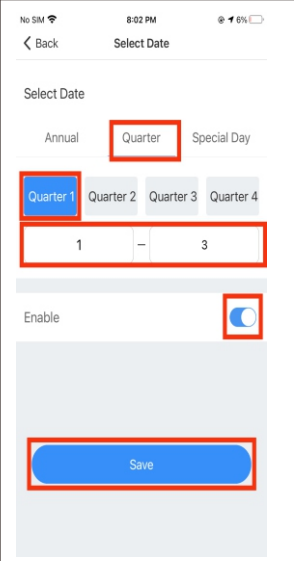 No SIM 8:02 PM 6%
Back Select Date
Select Date
Annual Quarter Special Day
Quarter 1 Quarter 2 Quarter 3 Quarter 4
1 – 3
Enable
Save